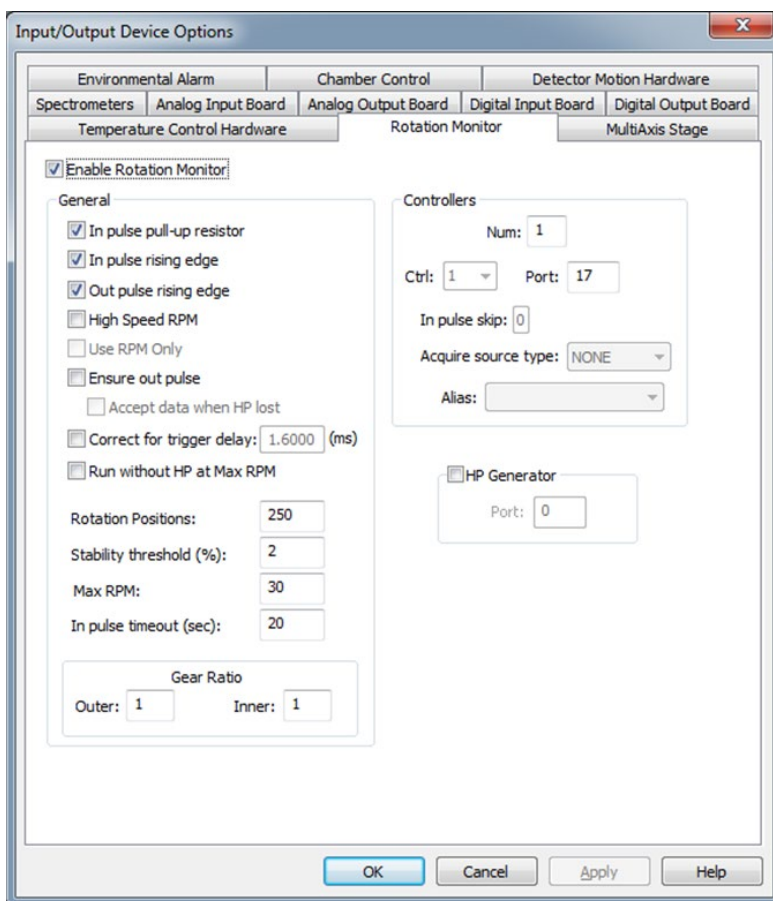 Input/Output Device Options
Environmental Alarm Chamber Control Detector Motion Hardware
Spectrometers Analog Input Board Analog Output Board Digital Input Board Digital Output Board
Temperature Control Hardware Rotation Monitor MultiAxis Stage
Enable Rotation Monitor
General
In pulse pull-up resistor
In pulse rising edge
Out pulse rising edge
High Speed RPM
Use RPM Only
Ensure out pulse
Accept data when HP lost
Correct for trigger delay: 1.6000 (ms)
Run without HP at Max RPM
Rotation Positions: 250
Stability threshold (%): 2
Max RPM: 30
In pulse timeout (sec): 20
Gear Ratio
Outer: 1 Inner: 1
Controllers
Num: 1
Ctrl: 1 Port: 17
In pulse skip: 0
Acquire source type: NONE
Alias:
HP Generator
Port: 0
OK Cancel Apply Help